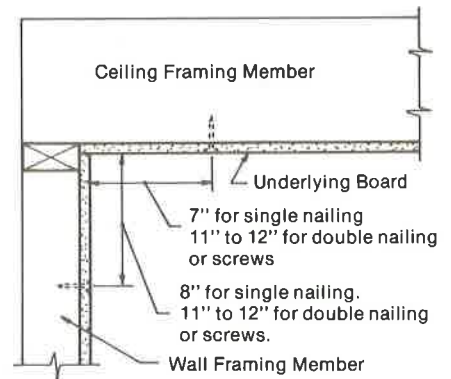 Ceiling Framing Member
Underlying Board
7'' for single nailing
11'' to 12'' for double nailing
or screws
8'' for single nailing.
11'' to 12'' for double nailing
or screws.
Wall Framing Member